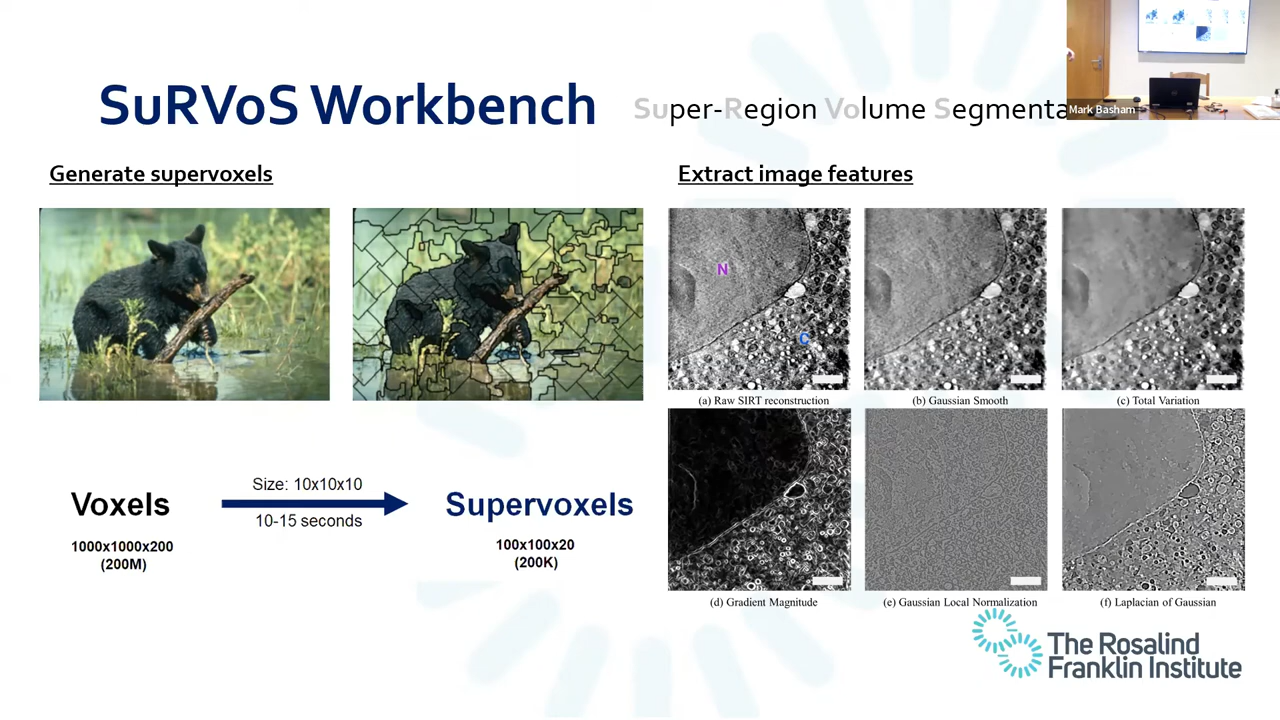 SuRVoS Workbench
Super-Region Volume Segmenta
Mark Basham
Generate supervoxels
Extract image features
N
C
(a) Raw SIRT reconstruction
(b) Gaussian Smooth
(c) Total Variation
Voxels
1000x1000x200
(200M)
Size: 10x10x10
10-15 seconds
Supervoxels
100x100x20
(200K)
(d) Gradient Magnitude
(e) Gaussian Local Normalization
(f) Laplacian of Gaussian
The Rosalind
Franklin Institute